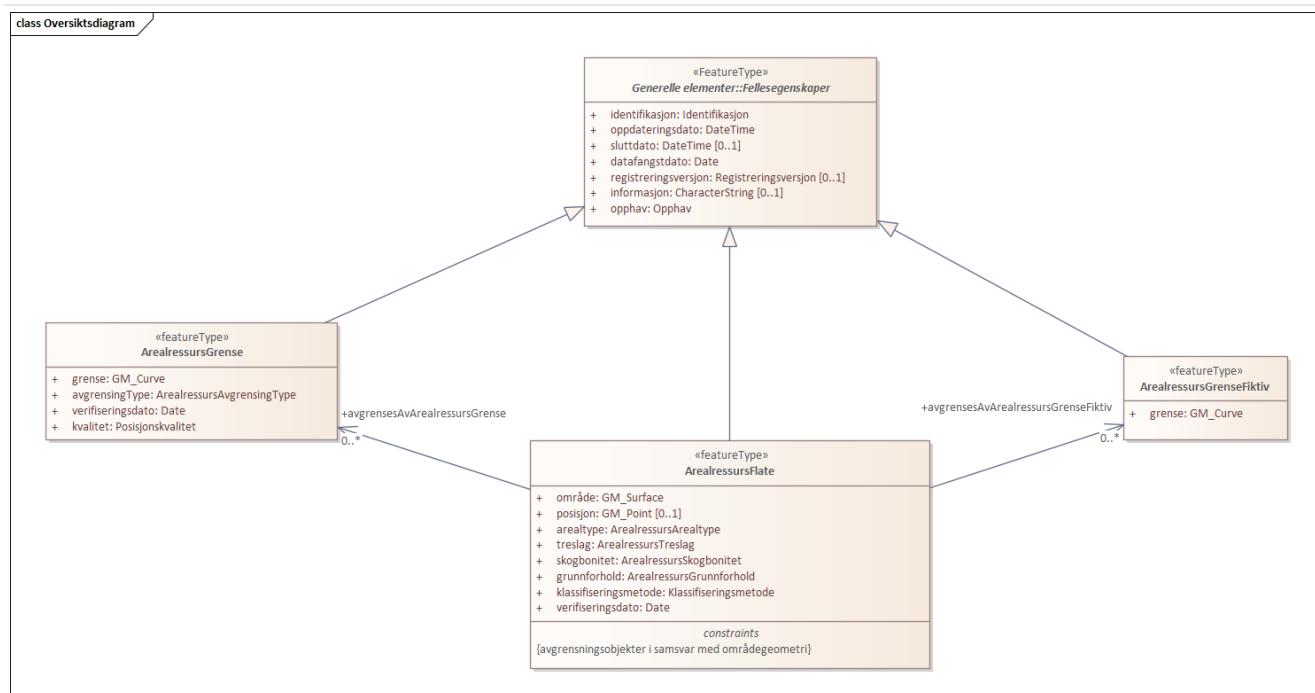 class Oversiktsdiagram
«FeatureType»
Generelle elementer::Fellesegenskaper
+ identifikasjon: Identifikasjon
+ oppdateringsdato: DateTime
+ sluttdato: DateTime [0..1]
+ datafangstdato: Date
+ registreringsversjon: Registreringsversjon [0..1]
+ informasjon: CharacterString [0..1]
+ opphav: Opphav
«featureType»
ArealressursGrense
+ grense: GM_Curve
+ avgrensingType: ArealressursAvgrensingType
+ verifiseringsdato: Date
+ kvalitet: Posisjonskvalitet
+avgrensesAvArealressursGrense
0..*
«featureType»
ArealressursGrenseFiktiv
+ grense: GM_Curve
+avgrensesAvArealressursGrenseFiktiv
0..*
«featureType»
ArealressursFlate
+ område: GM_Surface
+ posisjon: GM_Point [0..1]
+ arealtype: ArealressursArealtype
+ treslag: ArealressursTreslag
+ skogbonitet: ArealressursSkogbonitet
+ grunnforhold: ArealressursGrunnforhold
+ klassifiseringsmetode: Klassifiseringsmetode
+ verifiseringsdato: Date
constraints
{avgrensningsobjekter i samsvar med områdegeometri}